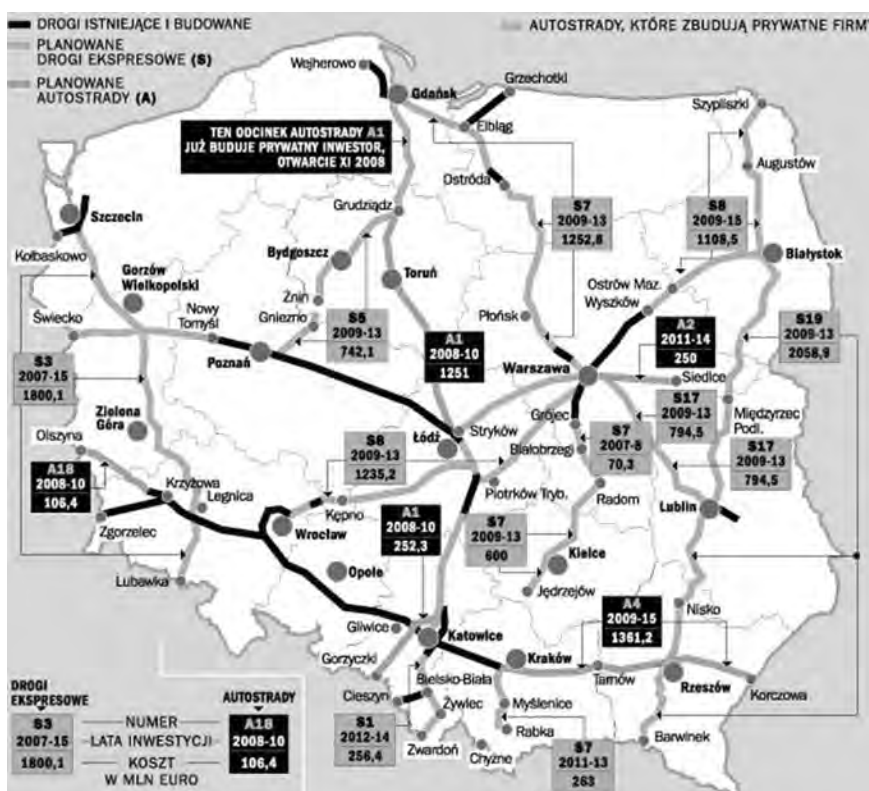 DROGI ISTNIEJĄCE I BUDOWANE
PLANOWANE
DROGI EKSPRESOWE (S)
PLANOWANE
AUTOSTRADY (A)
AUTOSTRADY, KTÓRE ZBUDUJĄ PRYWATNE FIRMY
Wejherowo
Gdańsk
Grzechotki
Elbląg
Szypliszki
TEN ODCINEK AUTOSTRADY A1
JUŻ BUDUJE PRYWATNY INWESTOR,
OTWARCIE XI 2008
Augustów
Ostróda
Szczecin
Grudziądz
S7
2009-13
1252,8
S8
2009-15
1108,5
Kołbaskowo
Bydgoszcz
Toruń
Białystok
Gorzów
Wielkopolski
Żnin
Ostrów Maz.
Wyszków
Świecko
Nowy
Tomyśl
Gniezno
Płońsk
S5
2009-13
742,1
A1
2008-10
1251
A2
2011-14
250
S19
2009-13
2058,9
Poznań
Warszawa
Siedlce
S3
2007-15
1800,1
Zielona
Góra
Stryków
Łódź
Grójec
Białobrzegi
S17
2009-13
794,5
Międzyrzec
Podl.
Olszyna
S8
2009-13
1235,2
S7
2007-8
70,3
S17
2009-13
794,5
A18
2008-10
106,4
Krzyżowa
Legnica
Kępno
Piotrków Tryb.
Radom
Lublin
Zgorzelec
Wrocław
A1
2008-10
252,3
S7
2009-13
600
Kielce
Opole
Lubawka
Jędrzejów
Nisko
A4
2009-15
1361,2
Gliwice
Katowice
Kraków
Gorzyczki
Bielsko-Biała
Tarnów
Rzeszów
Korczowa
Cieszyn
Żywiec
Myślenice
Rabka
Zwardoń
Chyżne
Barwinek
S1
2012-14
256,4
S7
2011-13
263
DROGI
EKSPRESOWE
AUTOSTRADY
S3
NUMER
A18
2007-15
LATA INWESTYCJI
2008-10
1800,1
KOSZT
W MLN EURO
106,4